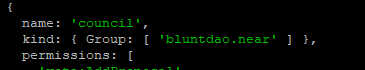 {
name: 'council',
kind: { Group: [ 'bluntdao.near' ] },
permissions: [